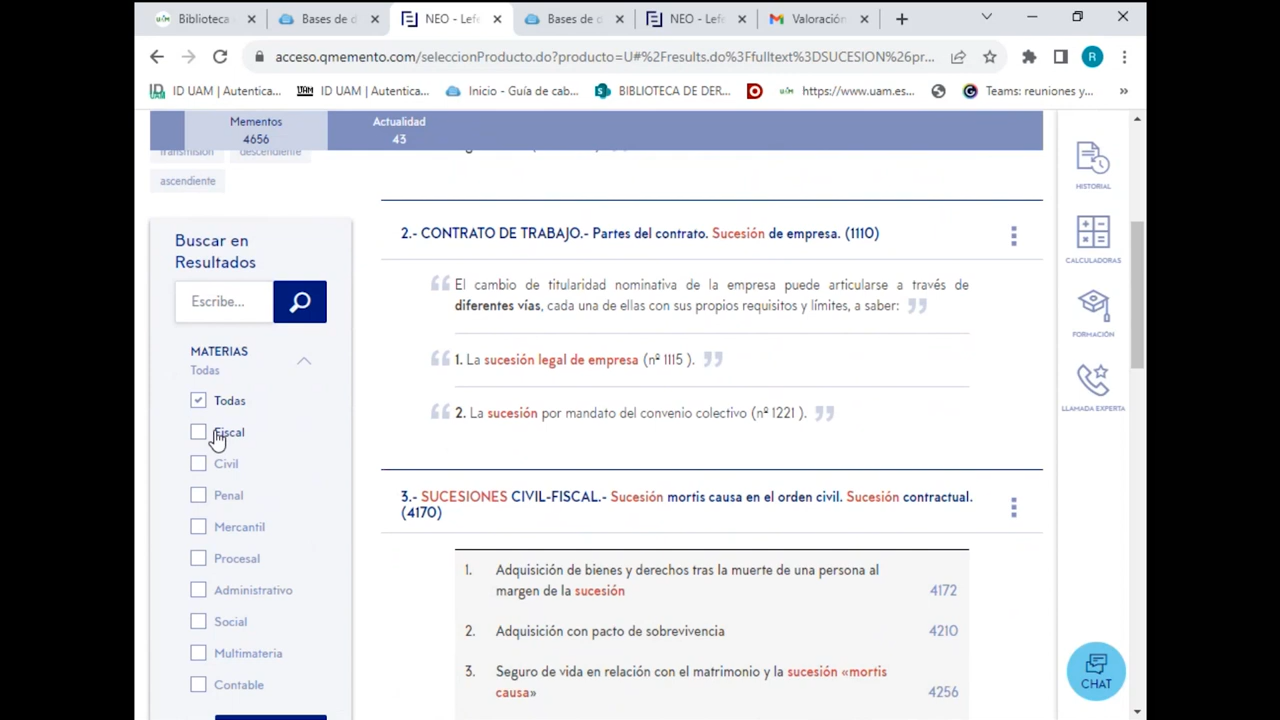 Biblioteca
Bases de d
NEO - Lefe
Bases de d
NEO - Lefe
Valoración
acceso.qmemento.com/seleccionProducto.do?producto=U#%2Fresults.do%3Ffulltext%3DSUCESION%26pr...
R
ID UAM | Autentica...
ID UAM | Autentica...
Inicio - Guía de cab...
BIBLIOTECA DE DER...
https://www.uam.es...
Teams: reuniones y...
»
Mementos
4656
Actualidad
43
transmisión
descendiente
ascendiente
Buscar en
Resultados
Escribe...
MATERIAS
Todas
Todas
Fiscal
Civil
Penal
Mercantil
Procesal
Administrativo
Social
Multimateria
Contable
2.- CONTRATO DE TRABAJO.- Partes del contrato. Sucesión de empresa. (1110)
El cambio de titularidad nominativa de la empresa puede articularse a través de
diferentes vías, cada una de ellas con sus propios requisitos y límites, a saber:
1. La sucesión legal de empresa (nº 1115 ).
2. La sucesión por mandato del convenio colectivo (nº 1221 ).
3.- SUCESIONES CIVIL-FISCAL.- Sucesión mortis causa en el orden civil. Sucesión contractual.
(4170)
1. Adquisición de bienes y derechos tras la muerte de una persona al
margen de la sucesión 4172
2. Adquisición con pacto de sobrevivencia 4210
3. Seguro de vida en relación con el matrimonio y la sucesión «mortis
causa» 4256
HISTORIAL
CALCULADORAS
FORMACIÓN
LLAMADA EXPERTA
CHAT